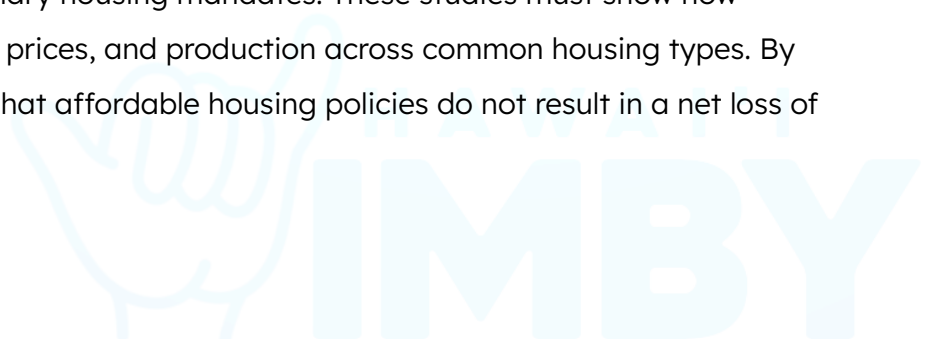 housing mandates. These studies must show how
prices, and production across common housing types. By
hat affordable housing policies do not result in a net loss of
HAWAI'I
IMBY